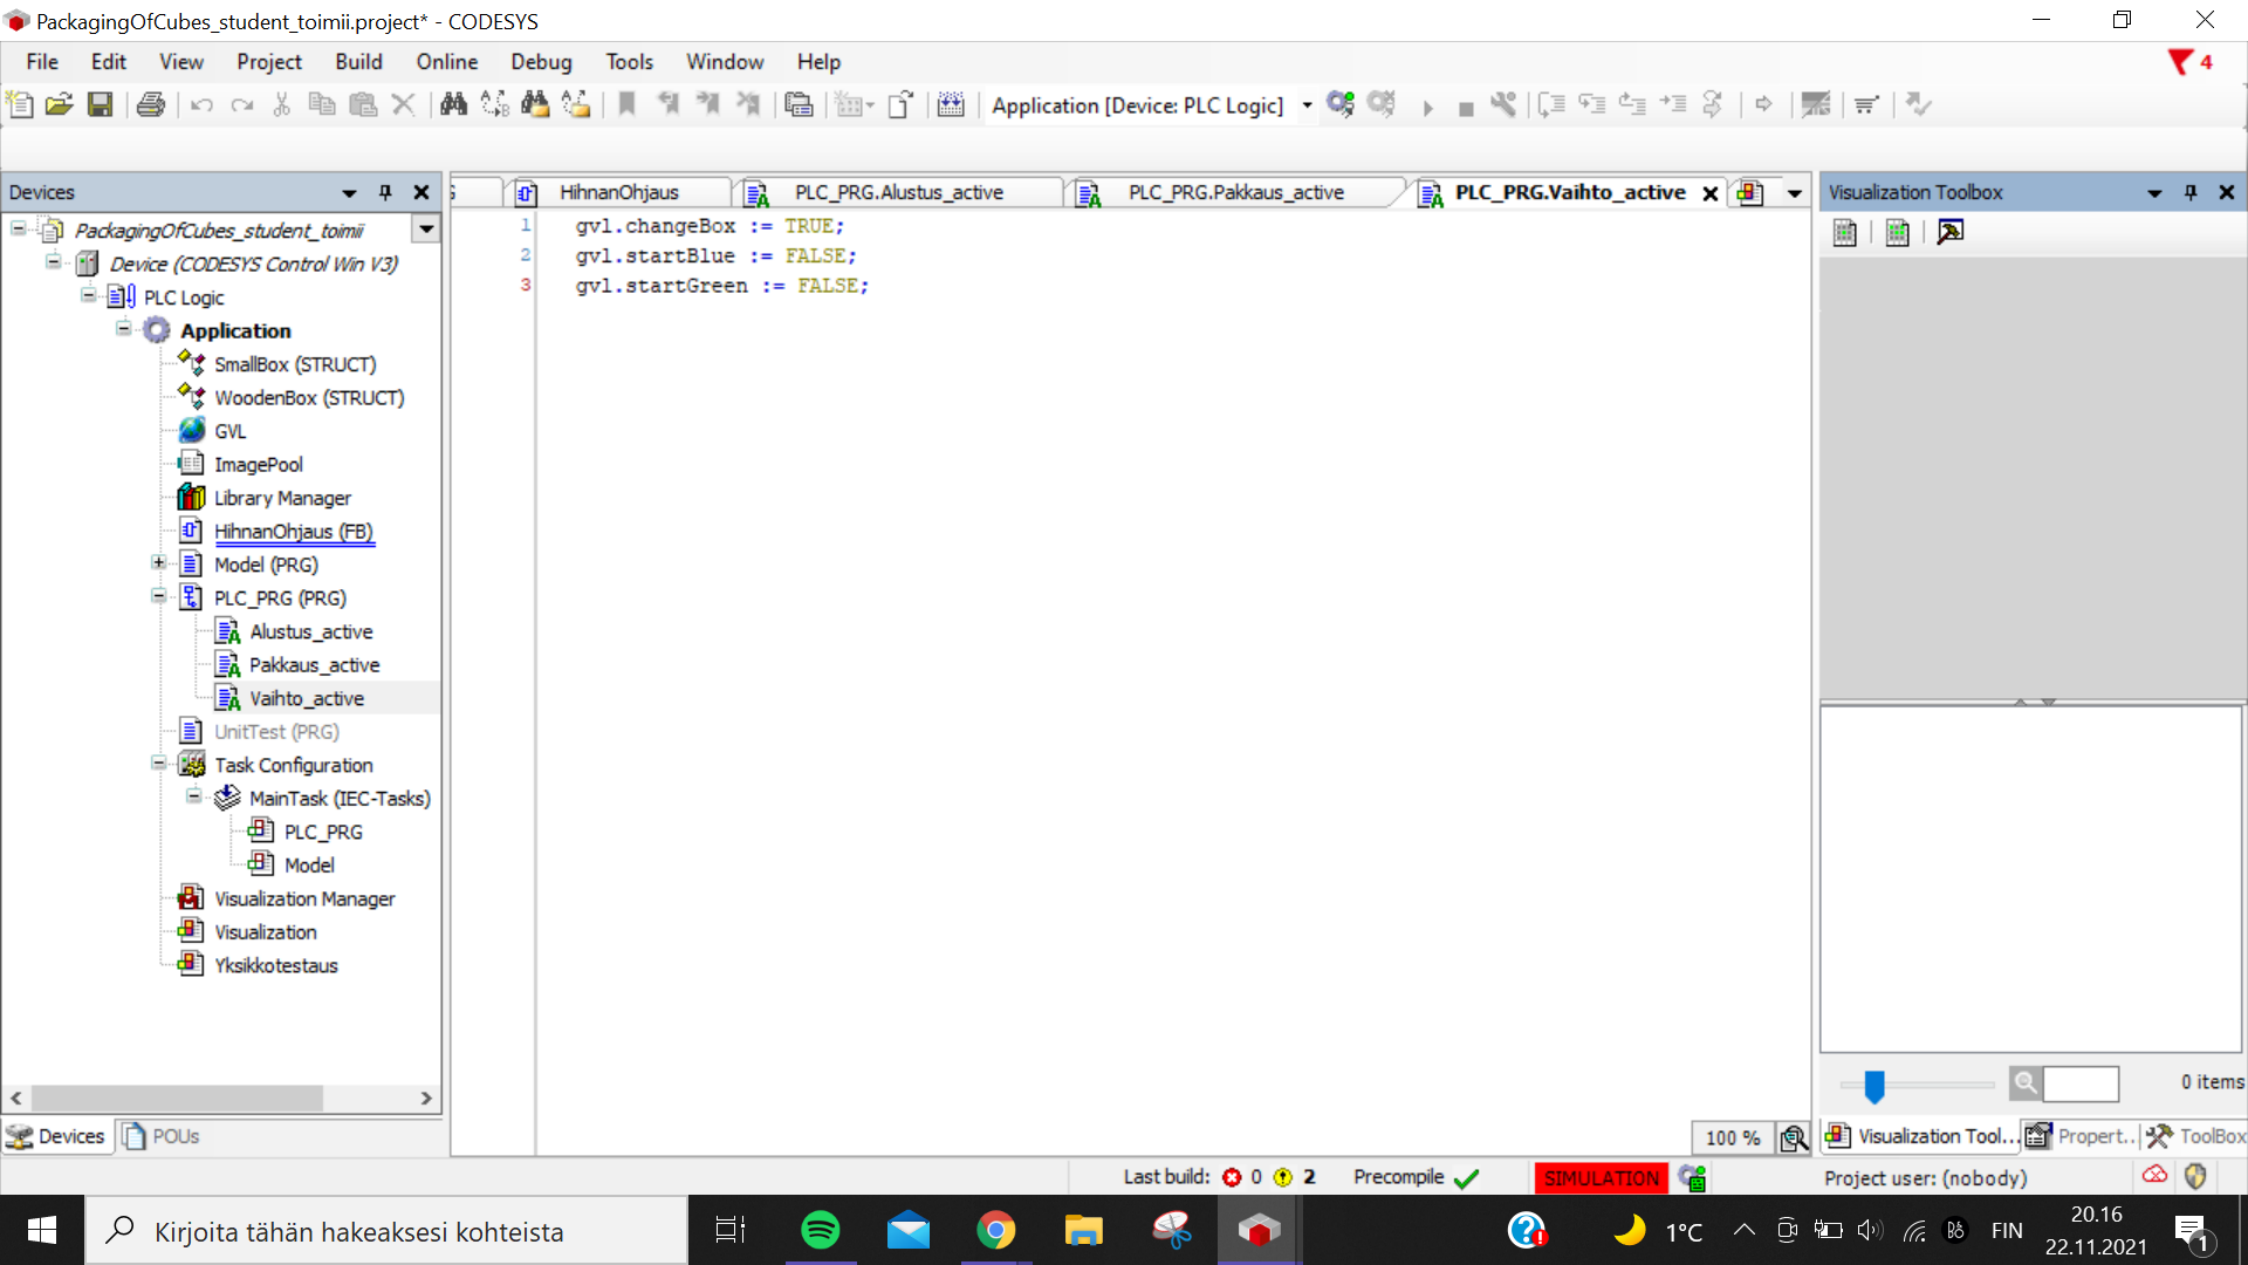 PackagingOfCubes_student_toimii.project* - CODESYS
File Edit View Project Build Online Debug Tools Window Help
4
Application [Device: PLC Logic]
Devices
HihnanOhjaus
PLC_PRG.Alustus_active
PLC_PRG.Pakkaus_active
PLC_PRG.Vaihto_active
Visualization Toolbox
PackagingOfCubes_student_toimii
Device (CODESYS Control Win V3)
PLC Logic
Application
SmallBox (STRUCT)
WoodenBox (STRUCT)
GVL
ImagePool
Library Manager
HihnanOhjaus (FB)
Model (PRG)
PLC_PRG (PRG)
Alustus_active
Pakkaus_active
Vaihto_active
UnitTest (PRG)
Task Configuration
MainTask (IEC-Tasks)
PLC_PRG
Model
Visualization Manager
Visualization
Yksikkotestaus
1 gvl.changeBox := TRUE;
2 gvl.startBlue := FALSE;
3 gvl.startGreen := FALSE;
100 %
0 items
Devices POUs
Visualization Tool... Propert... ToolBox
Last build: 0 2 Precompile SIMULATION Project user: (nobody)
Kirjoita tähän hakeaksesi kohteista
1°C
FIN
20.16
22.11.2021
1